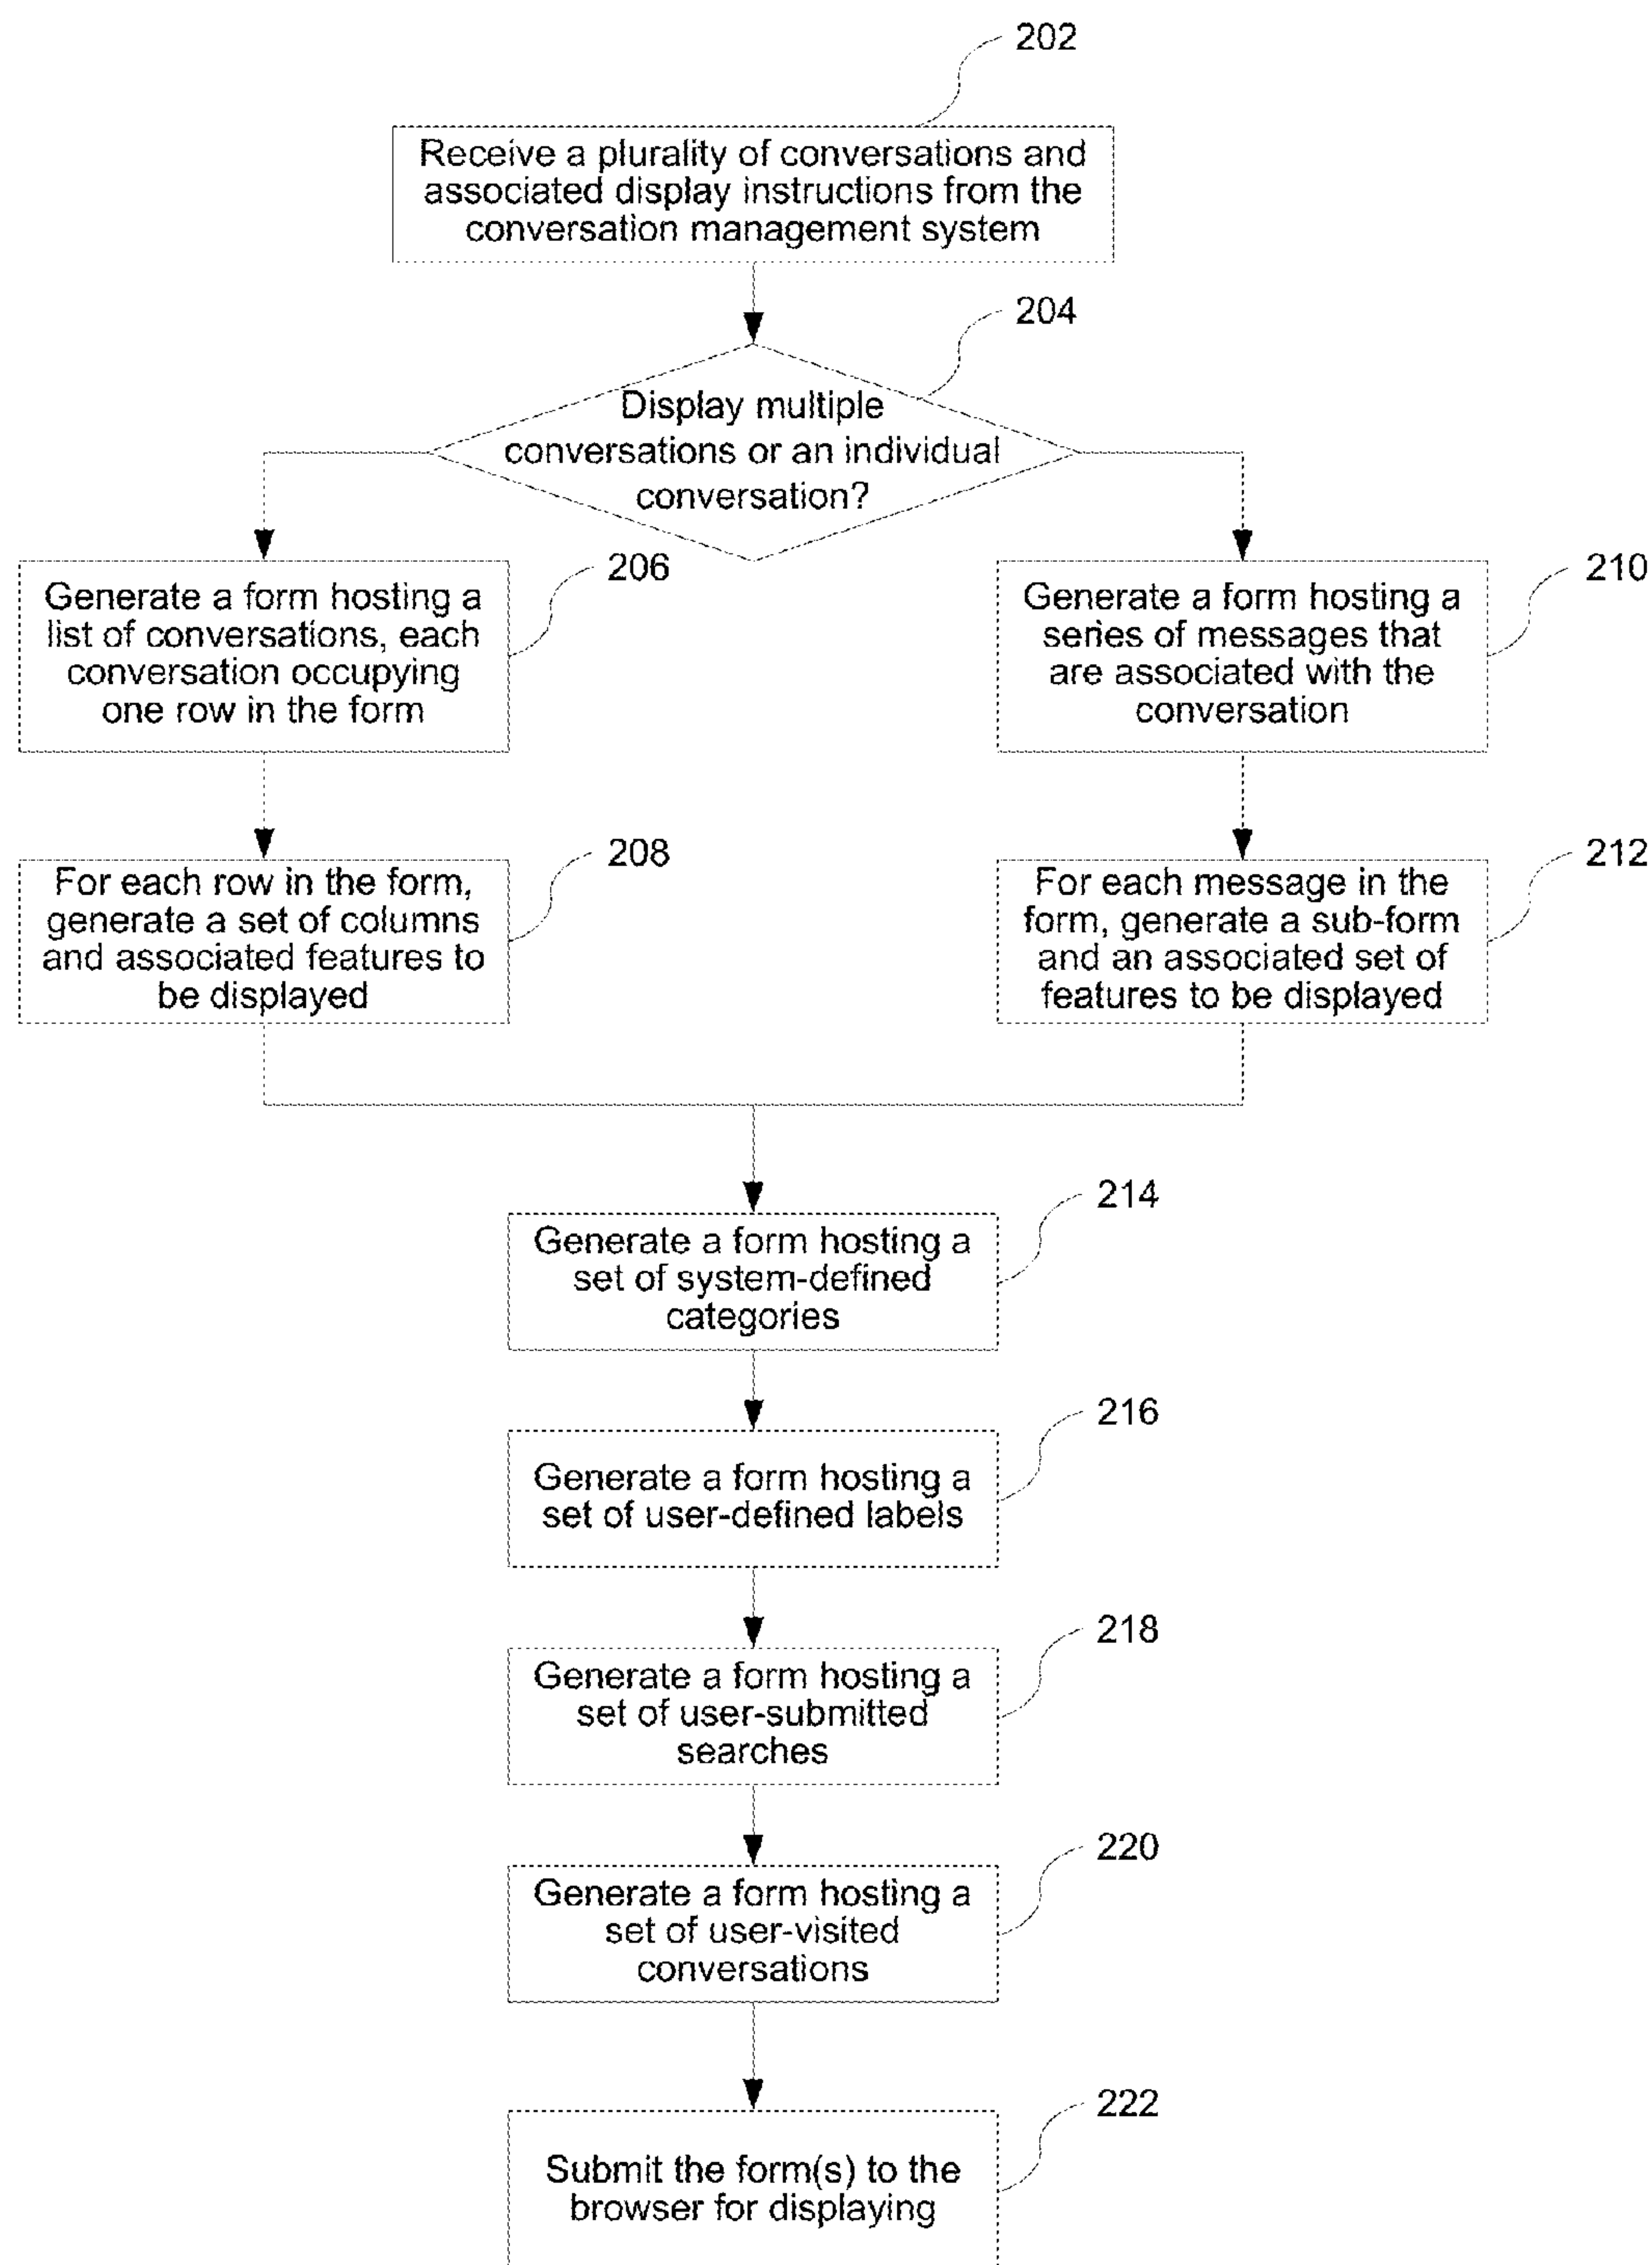 202
Receive a plurality of conversations and
associated display instructions from the
conversation management system
204
Display multiple
conversations or an individual
conversation?
206
Generate a form hosting a
list of conversations, each
conversation occupying
one row in the form
210
Generate a form hosting a
series of messages that
are associated with the
conversation
208
For each row in the form,
generate a set of columns
and associated features to
be displayed
212
For each message in the
form, generate a sub-form
and an associated set of
features to be displayed
214
Generate a form hosting a
set of system-defined
categories
216
Generate a form hosting a
set of user-defined labels
218
Generate a form hosting a
set of user-submitted
searches
220
Generate a form hosting a
set of user-visited
conversations
222
Submit the form(s) to the
browser for displaying